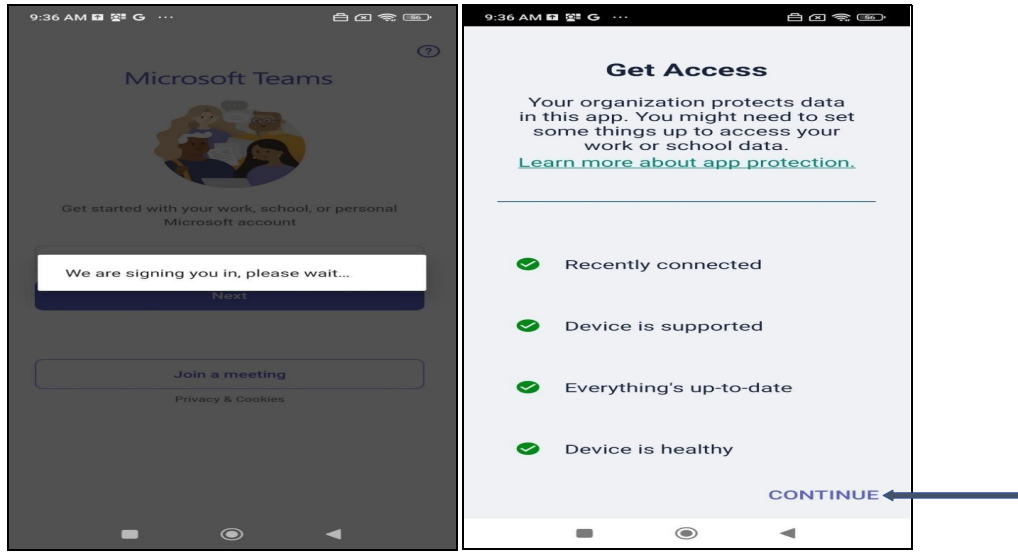 9:36 AM G ...
56
?
Microsoft Teams
Get started with your work, school, or personal
Microsoft account
We are signing you in, please wait...
Next
Join a meeting
Privacy & Cookies
9:36 AM G ...
56
Get Access
Your organization protects data
in this app. You might need to set
some things up to access your
work or school data.
Learn more about app protection.
Recently connected
Device is supported
Everything's up-to-date
Device is healthy
CONTINUE